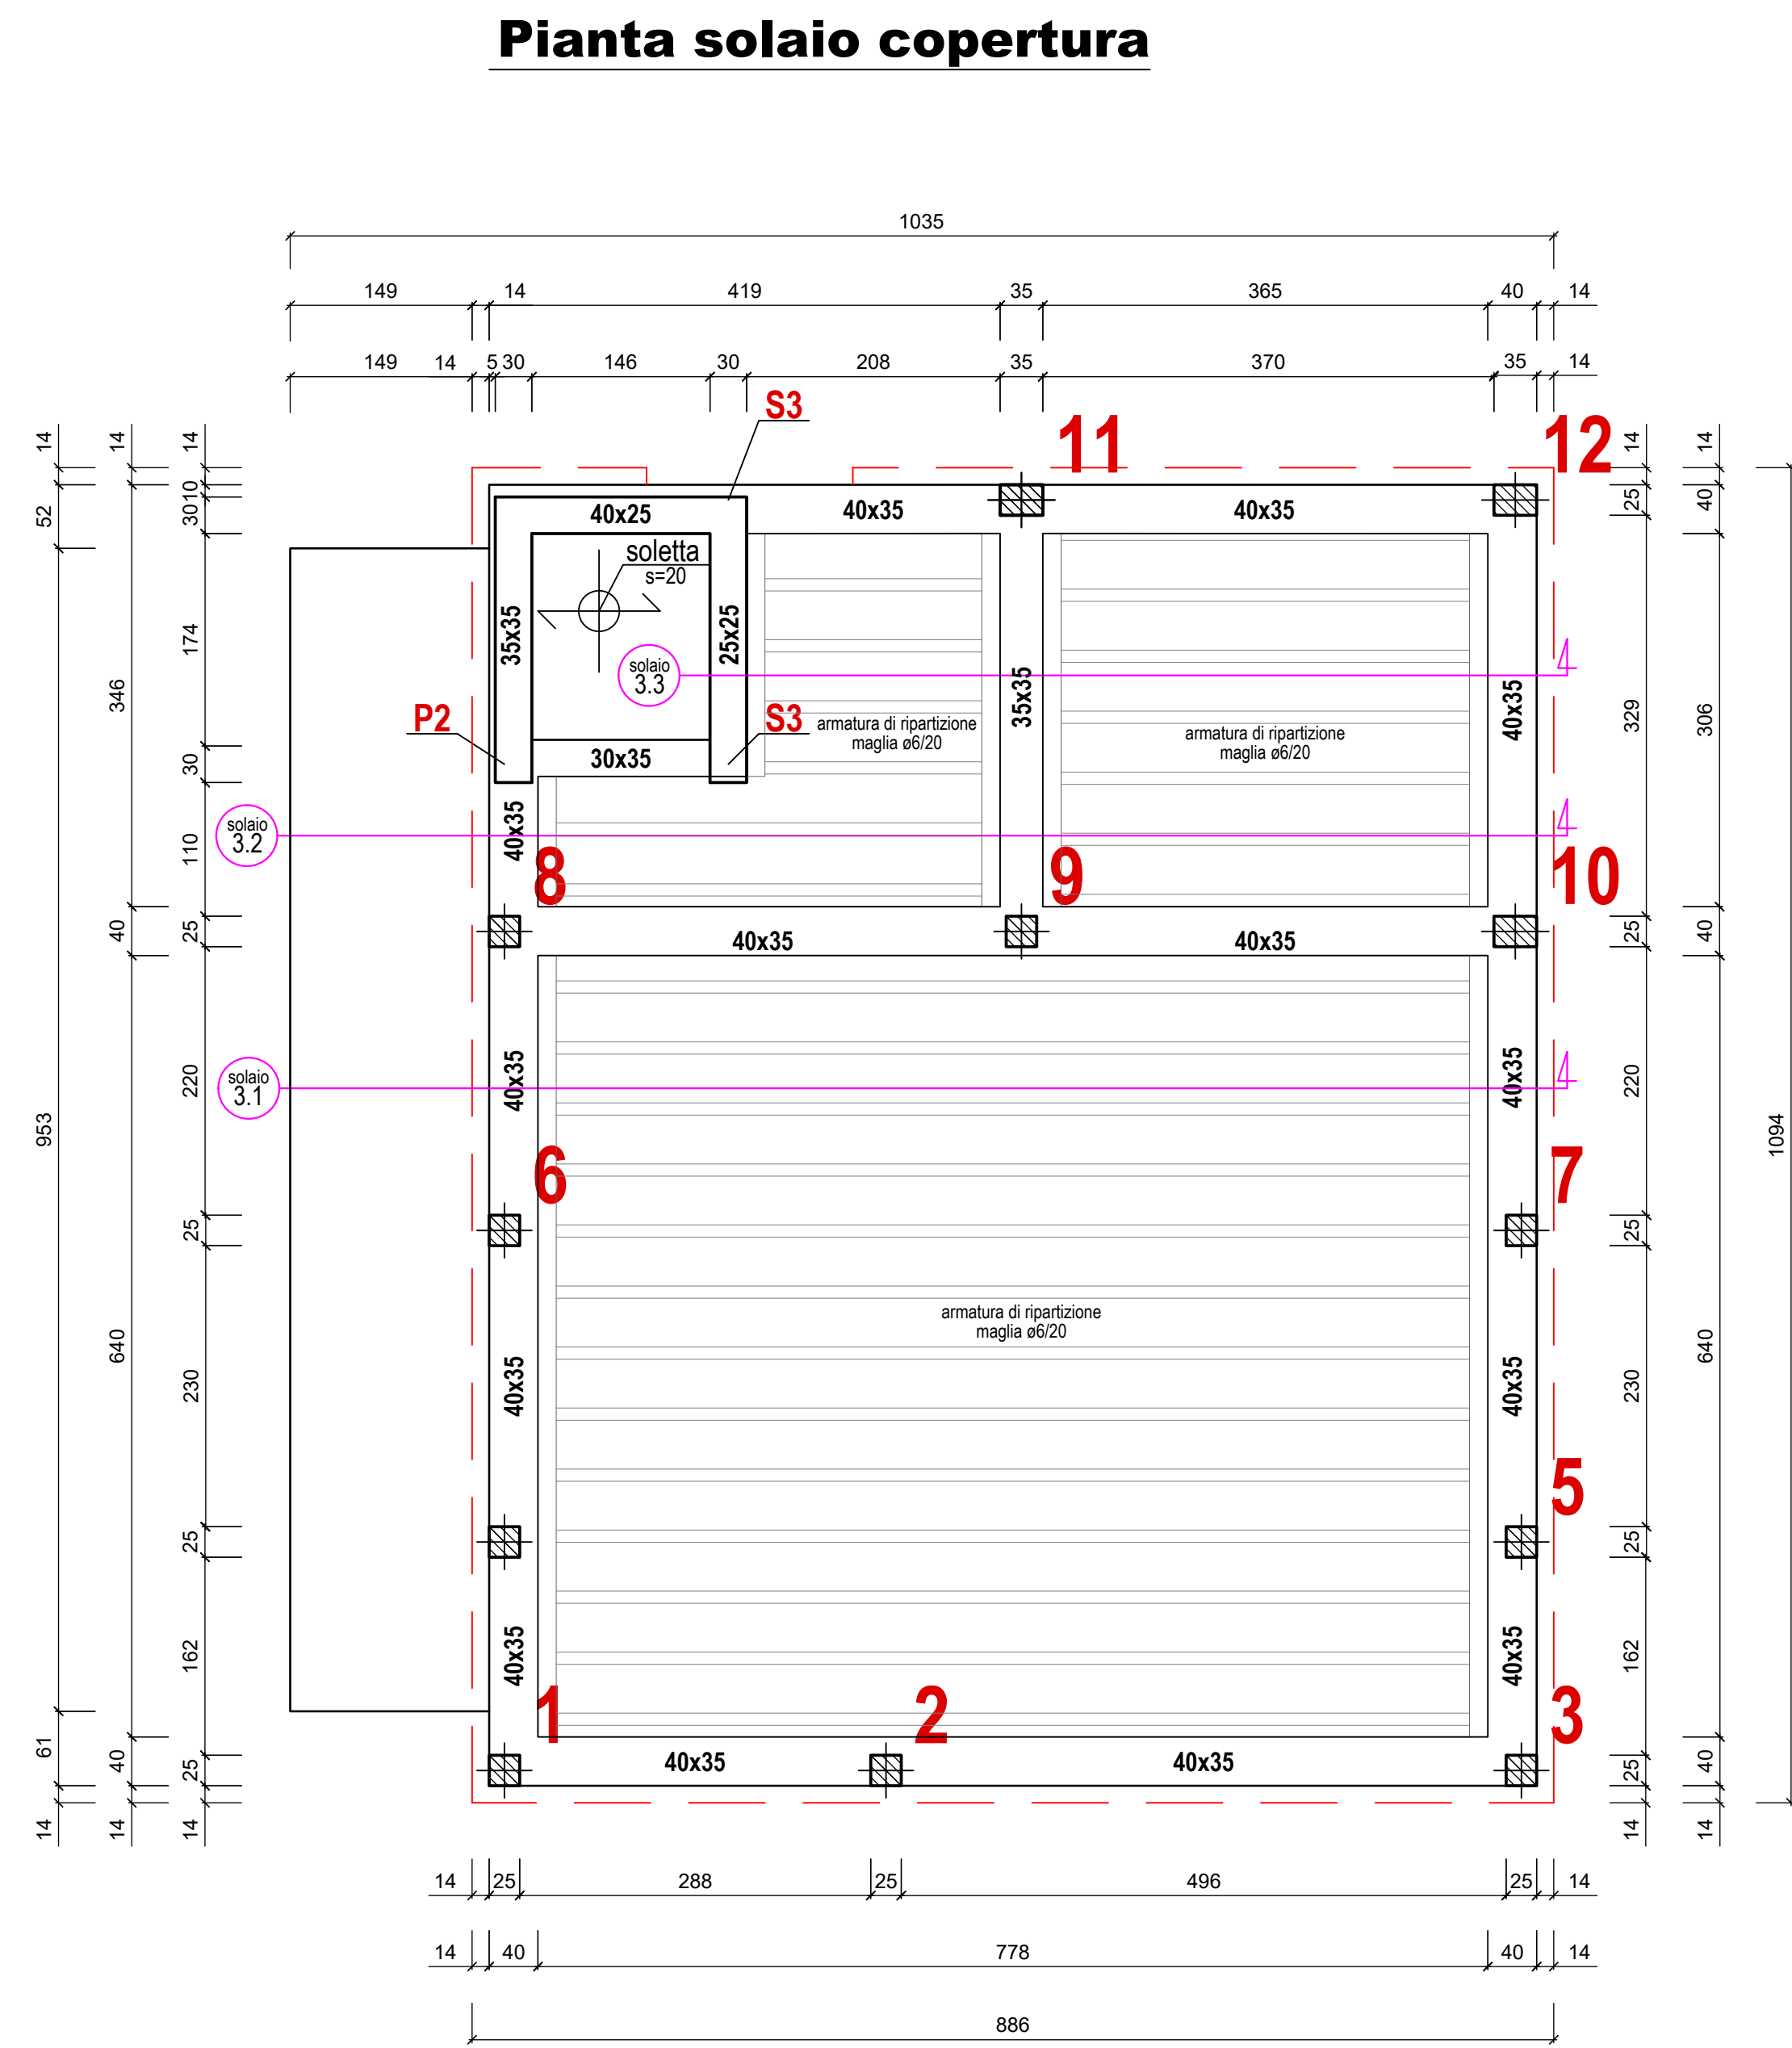 Pianta solaio copertura
1035
149
14
419
35
365
40
14
149
14
5
30
146
30
208
35
370
35
14
S3
11
12
14
14
14
14
14
10
30
52
25
40
40x25
40x35
40x35
soletta
s=20
174
35x35
25x25
solaio
3.3
35x35
40x35
346
329
306
P2
S3
armatura di ripartizione
maglia ø6/20
armatura di ripartizione
maglia ø6/20
30
30x35
solaio
3.2
110
40x35
8
9
10
40
25
40x35
40x35
25
40
solaio
3.1
220
40x35
40x35
220
953
1094
6
7
25
25
armatura di ripartizione
maglia ø6/20
640
230
40x35
40x35
230
640
5
25
25
162
40x35
40x35
162
1
2
3
61
40
25
40x35
40x35
25
40
14
14
14
14
14
14
25
288
25
496
25
14
14
40
778
40
14
886